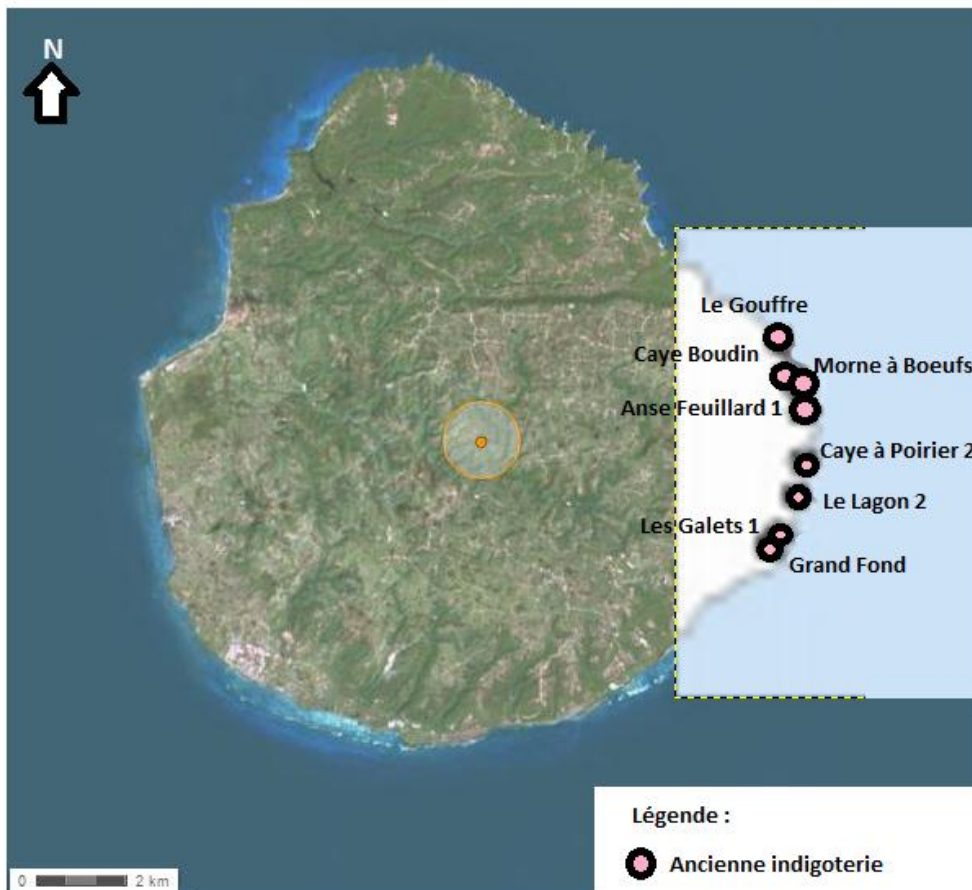 N
Le Gouffre
Caye Boudin
Morne à Boeufs
Anse Feuillard 1
Caye à Poirier 2
Le Lagon 2
Les Galets 1
Grand Fond
Légende :
Ancienne indigoterie
0 2 km